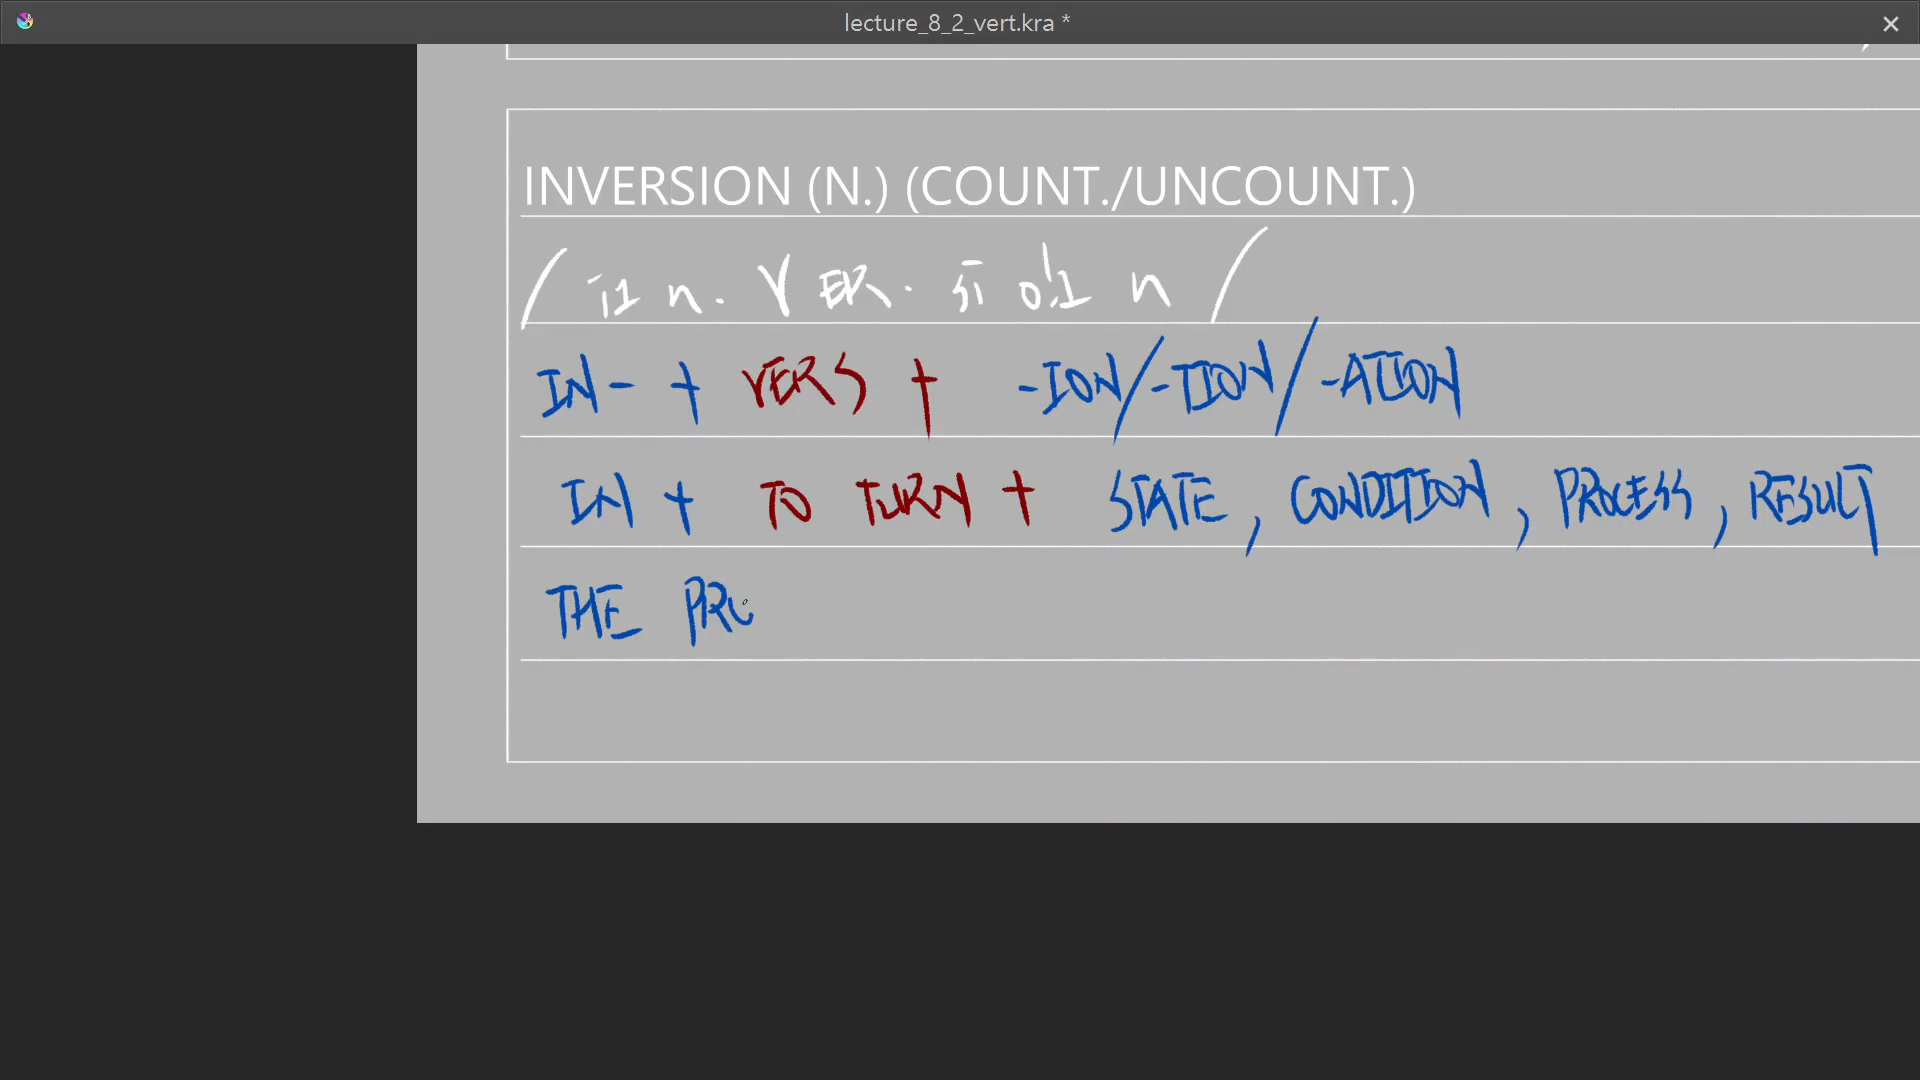 lecture_8_2_vert.kra *
INVERSION (N.) (COUNT./UNCOUNT.)
IN- + VERS + -ION/-TION/-ATION
IN + TO TURN + STATE, CONDITION, PROCESS, RESULT
THE PRO